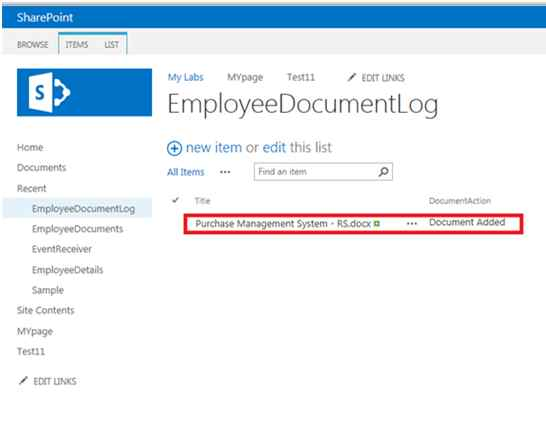 SharePoint
BROWSE ITEMS LIST
My Labs MYpage Test11 EDIT LINKS
EmployeeDocumentLog
new item or edit this list
All Items ••• Find an item
Title DocumentAction
Purchase Management System - RS.docx ••• Document Added
Home
Documents
Recent
EmployeeDocumentLog
EmployeeDocuments
EventReceiver
EmployeeDetails
Sample
Site Contents
MYpage
Test11
EDIT LINKS
S